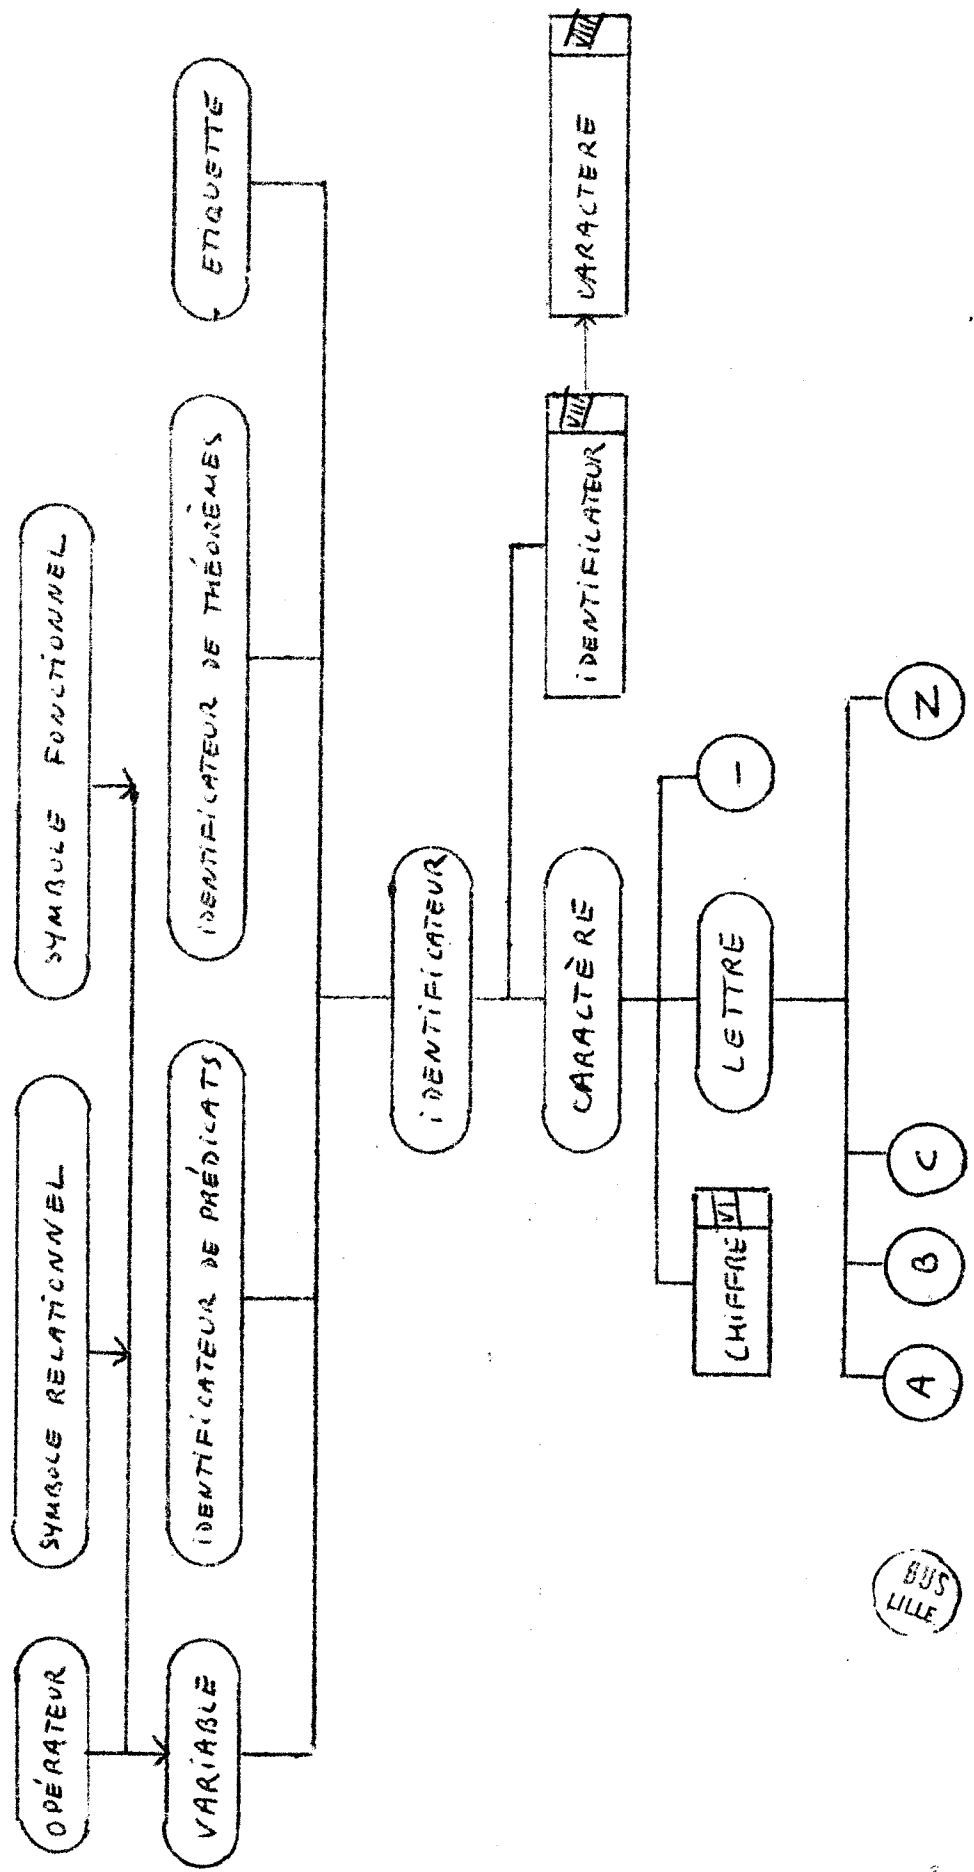 OPÉRATEUR
SYMBOLE RELATIONNEL
SYMBOLE FONCTIONNEL
VARIABLE
IDENTIFICATEUR DE PRÉDICATS
IDENTIFICATEUR DE THÉORÈMES
ETIQUETTE
IDENTIFICATEUR
CARACTÈRE
IDENTIFICATEUR VIII
CARACTERE VIII
CHIFFRE VI
LETTRE
-
A
B
C
Z
BUS
LILLE